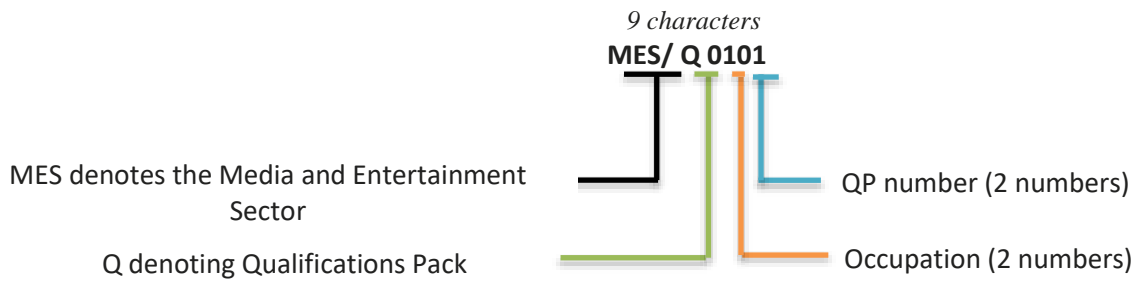 9 characters
MES/ Q 0101
MES denotes the Media and Entertainment
Sector
QP number (2 numbers)
Q denoting Qualifications Pack
Occupation (2 numbers)